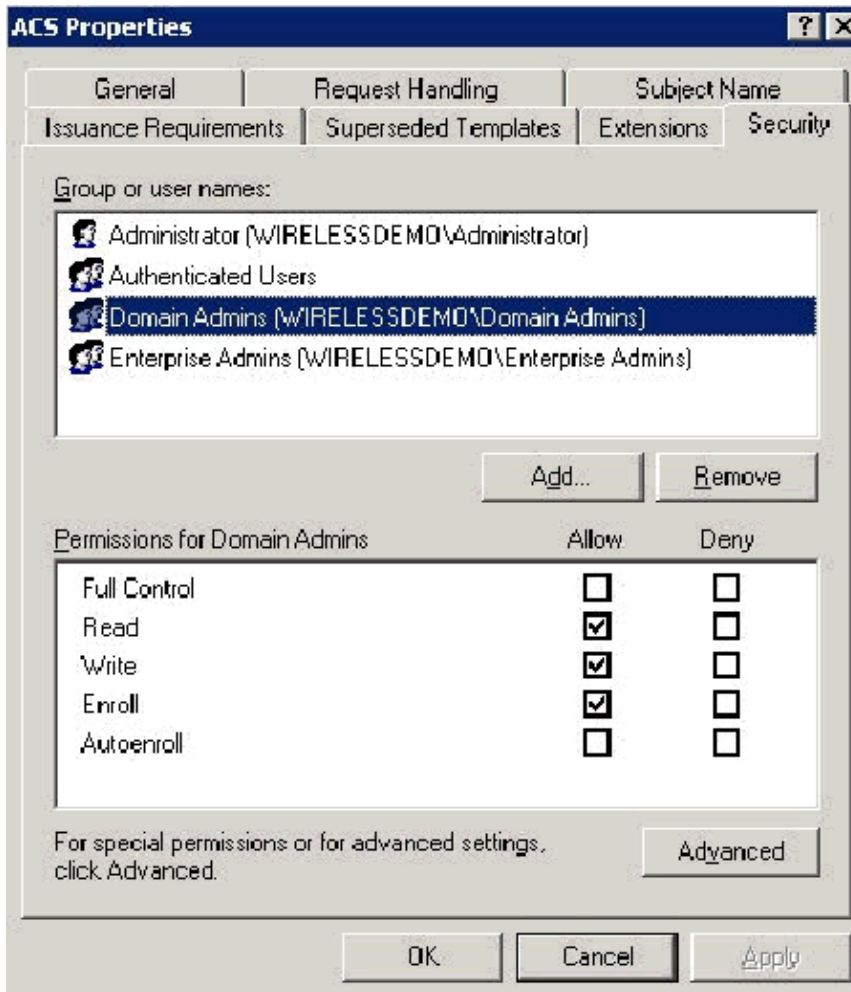 ACS Properties
General Request Handling Subject Name
Issuance Requirements Superseded Templates Extensions Security
Group or user names:
Administrator (WIRELESSDEMO\Administrator)
Authenticated Users
Domain Admins (WIRELESSDEMO\Domain Admins)
Enterprise Admins (WIRELESSDEMO\Enterprise Admins)
Add... Remove
Permissions for Domain Admins Allow Deny
Full Control
Read
Write
Enroll
Autoenroll
For special permissions or for advanced settings,
click Advanced.
Advanced
OK Cancel Apply